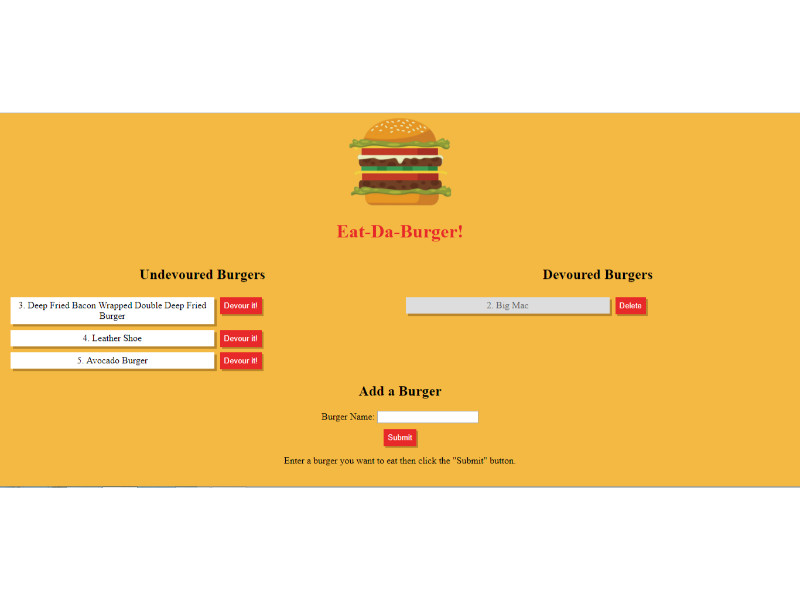 Eat-Da-Burger!
Undevoured Burgers
3. Deep Fried Bacon Wrapped Double Deep Fried
Burger
Devour it!
4. Leather Shoe
Devour it!
5. Avocado Burger
Devour it!
Devoured Burgers
2. Big Mac
Delete
Add a Burger
Burger Name:
Submit
Enter a burger you want to eat then click the "Submit" button.